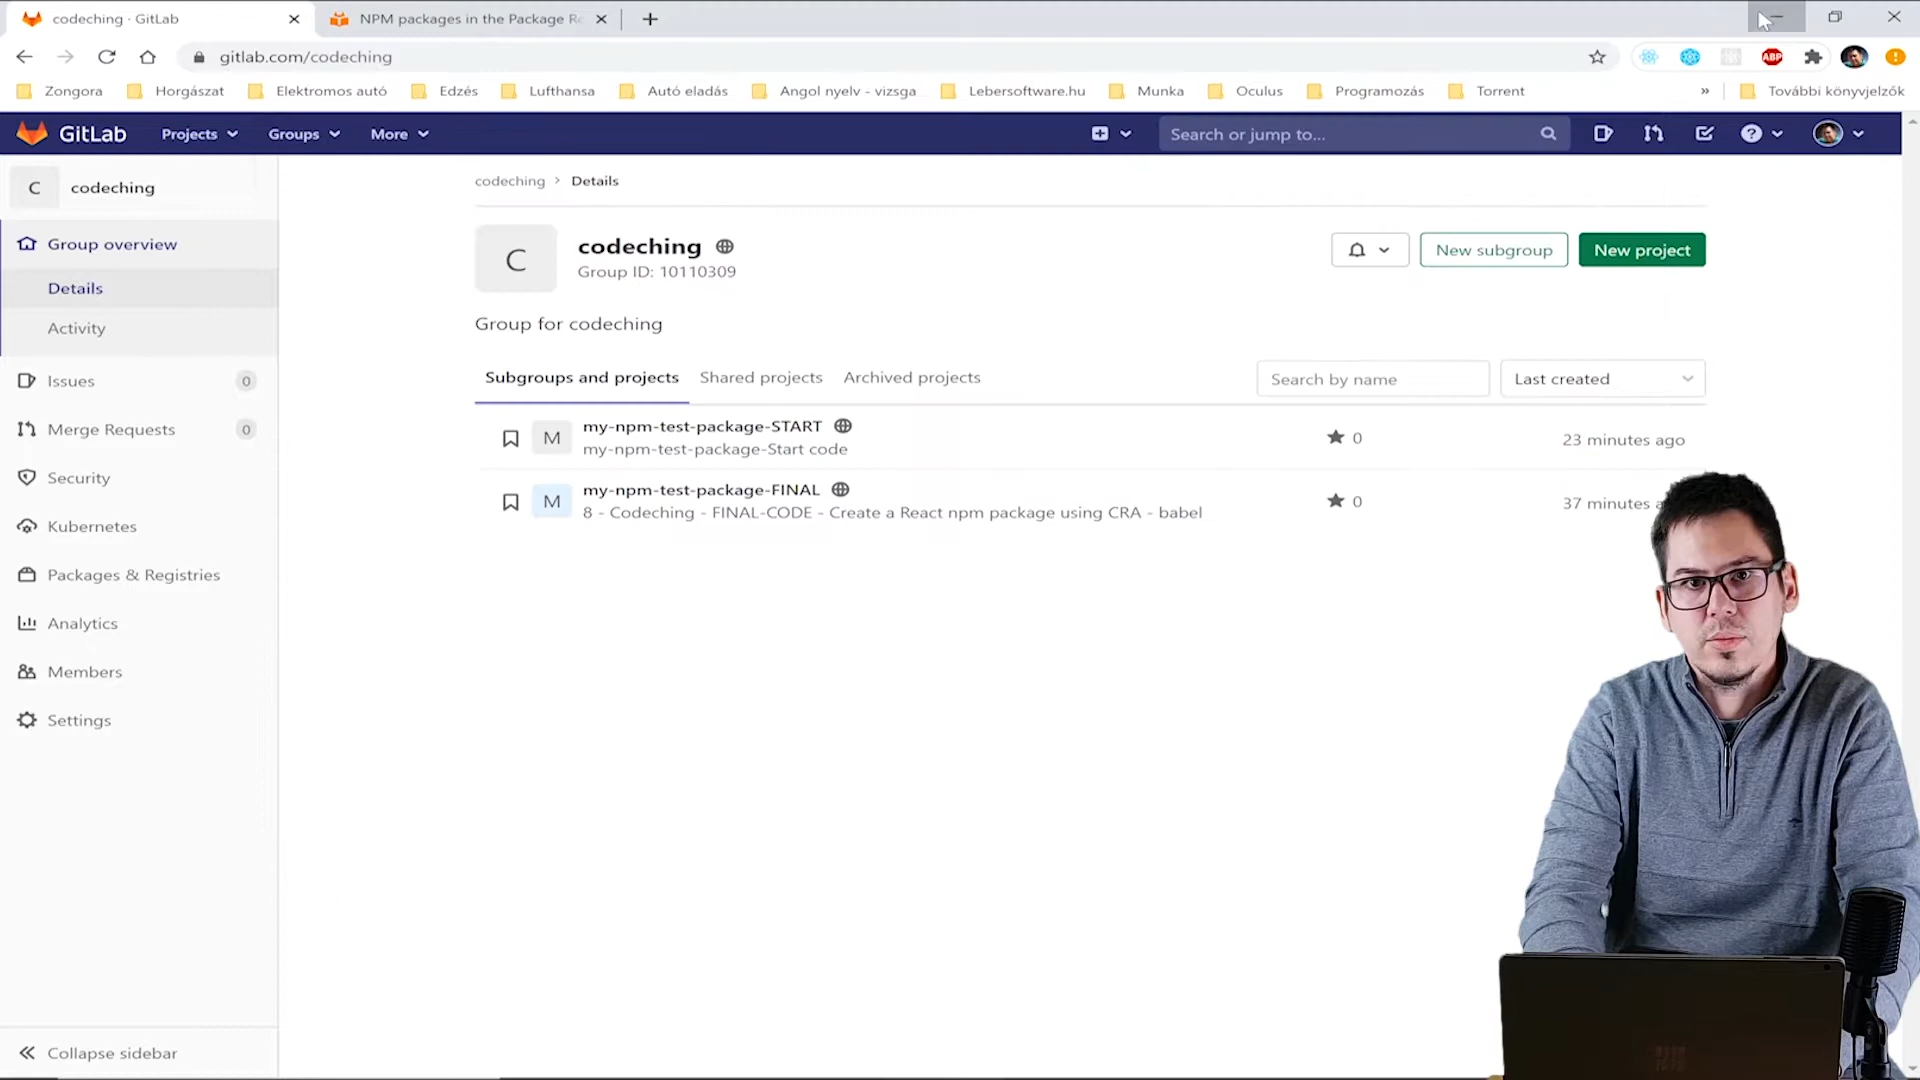 codeching · GitLab
NPM packages in the Package Re
gitlab.com/codeching
ABP
Zongora
Horgászat
Elektromos autó
Edzés
Lufthansa
Autó eladás
Angol nyelv - vizsga
Lebersoftware.hu
Munka
Oculus
Programozás
Torrent
»
További könyvjelzők
GitLab
Projects
Groups
More
Search or jump to...
C
codeching
Group overview
Details
Activity
Issues 0
Merge Requests 0
Security
Kubernetes
Packages & Registries
Analytics
Members
Settings
Collapse sidebar
codeching > Details
C
codeching
Group ID: 10110309
New subgroup
New project
Group for codeching
Subgroups and projects
Shared projects
Archived projects
Search by name
Last created
M
my-npm-test-package-START
my-npm-test-package-Start code
0
23 minutes ago
M
my-npm-test-package-FINAL
8 - Codeching - FINAL-CODE - Create a React npm package using CRA - babel
0
37 minutes a